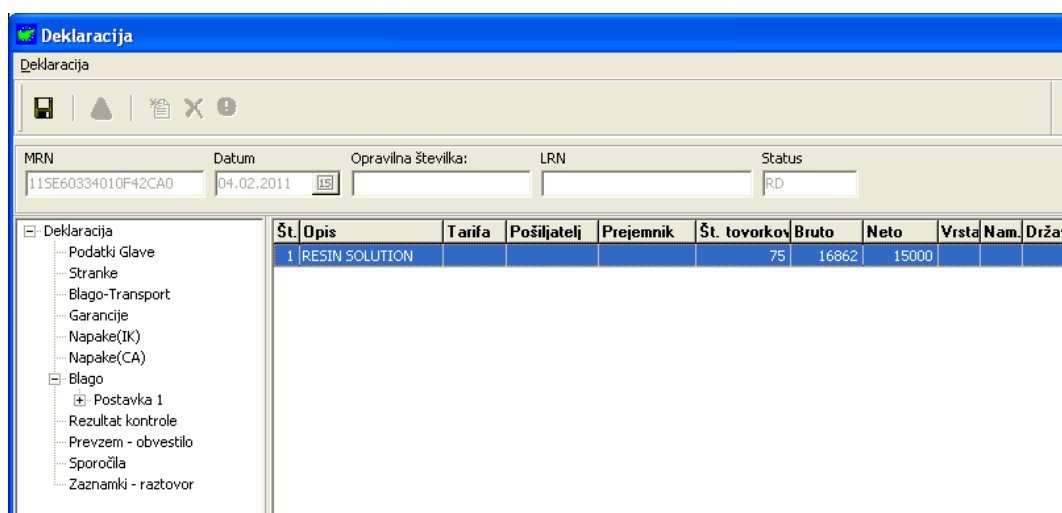 Deklaracija
Deklaracija
MRN Datum Opravilna številka: LRN Status
11SE60334010F42CA0 04.02.2011 15 RD
Deklaracija
Podatki Glave
Stranke
Blago-Transport
Garancije
Napake(IK)
Napake(CA)
Blago
Postavka 1
Rezultat kontrole
Prevzem - obvestilo
Sporočila
Zaznamki - raztovor
Št. Opis Tarifa Pošiljatelj Prejemnik Št. tovorkov Bruto Neto Vrsta Nam. Držav
1 RESIN SOLUTION 75 16862 15000